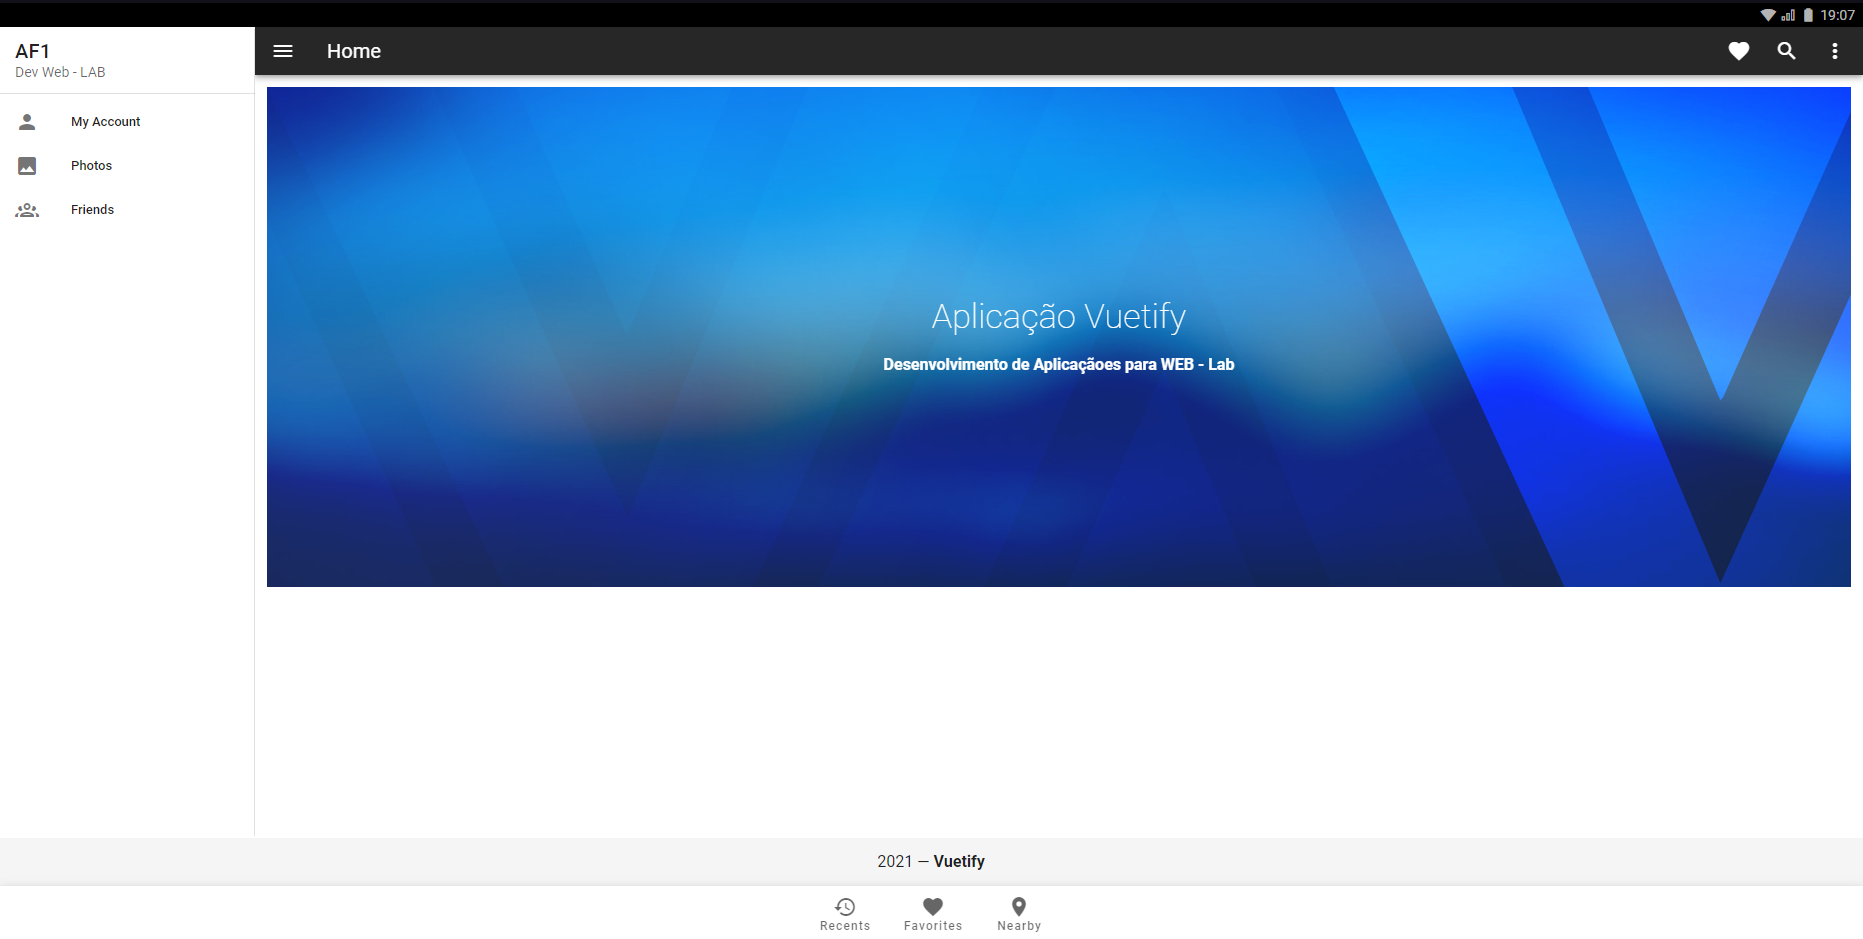 19:07
AF1
Dev Web - LAB
Home
My Account
Photos
Friends
Aplicação Vuetify
Desenvolvimento de Aplicaçãoes para WEB - Lab
2021 — Vuetify
Recents
Favorites
Nearby